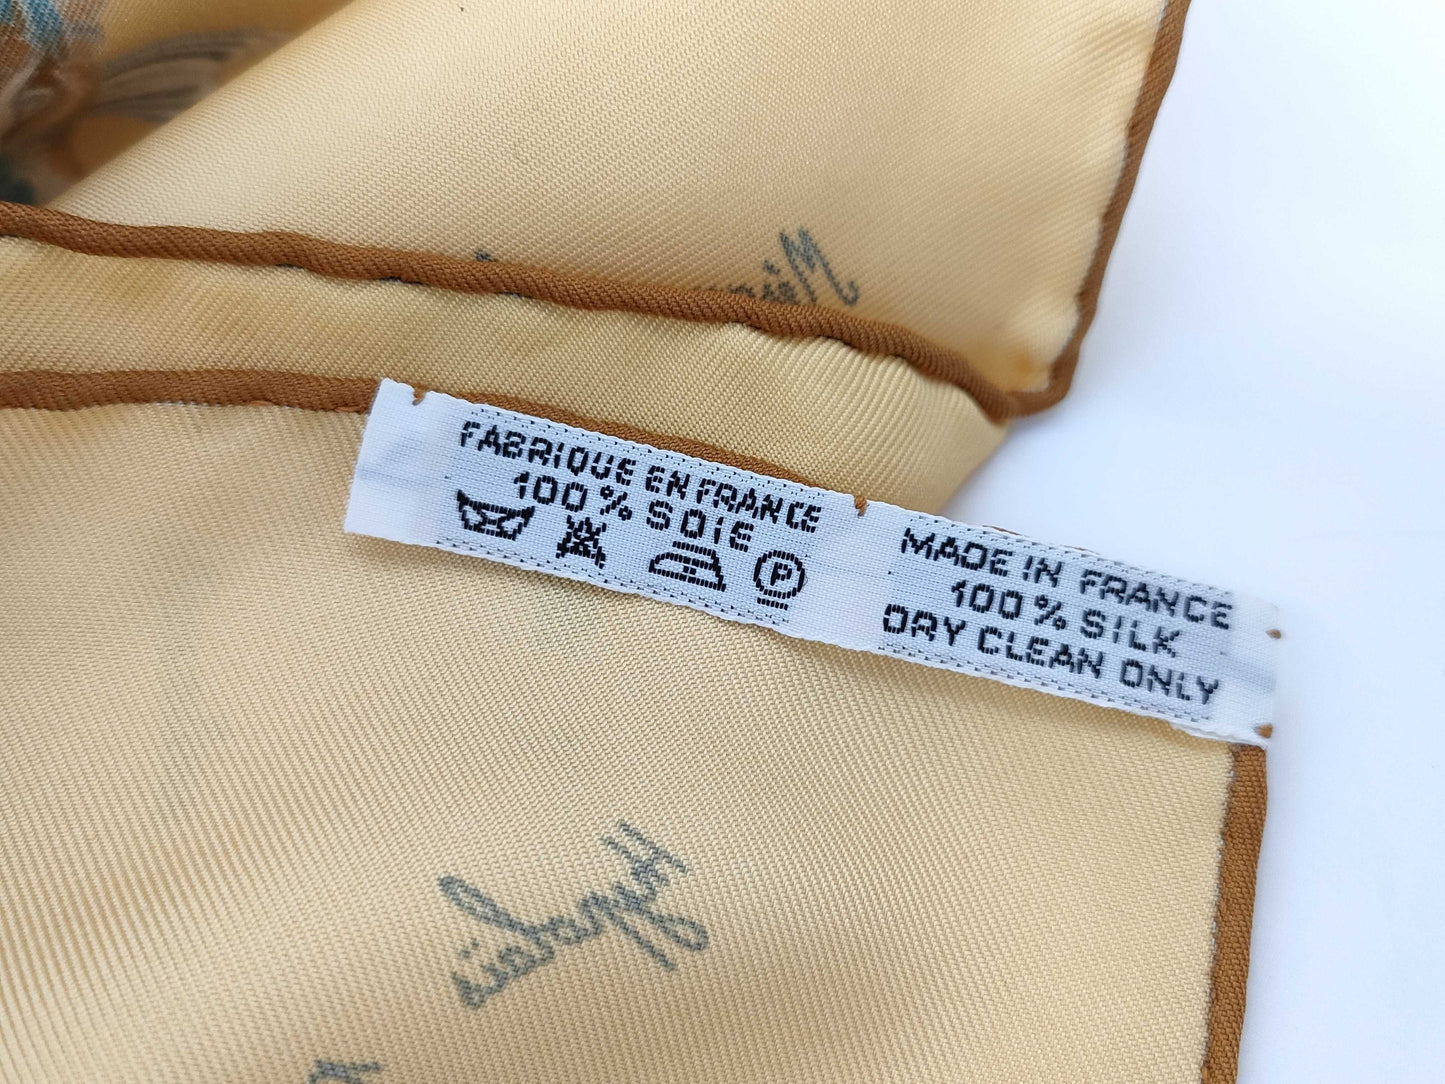 FABRIQUE EN FRANCE
100% SOIE
P
MADE IN FRANCE
100% SILK
DRY CLEAN ONLY